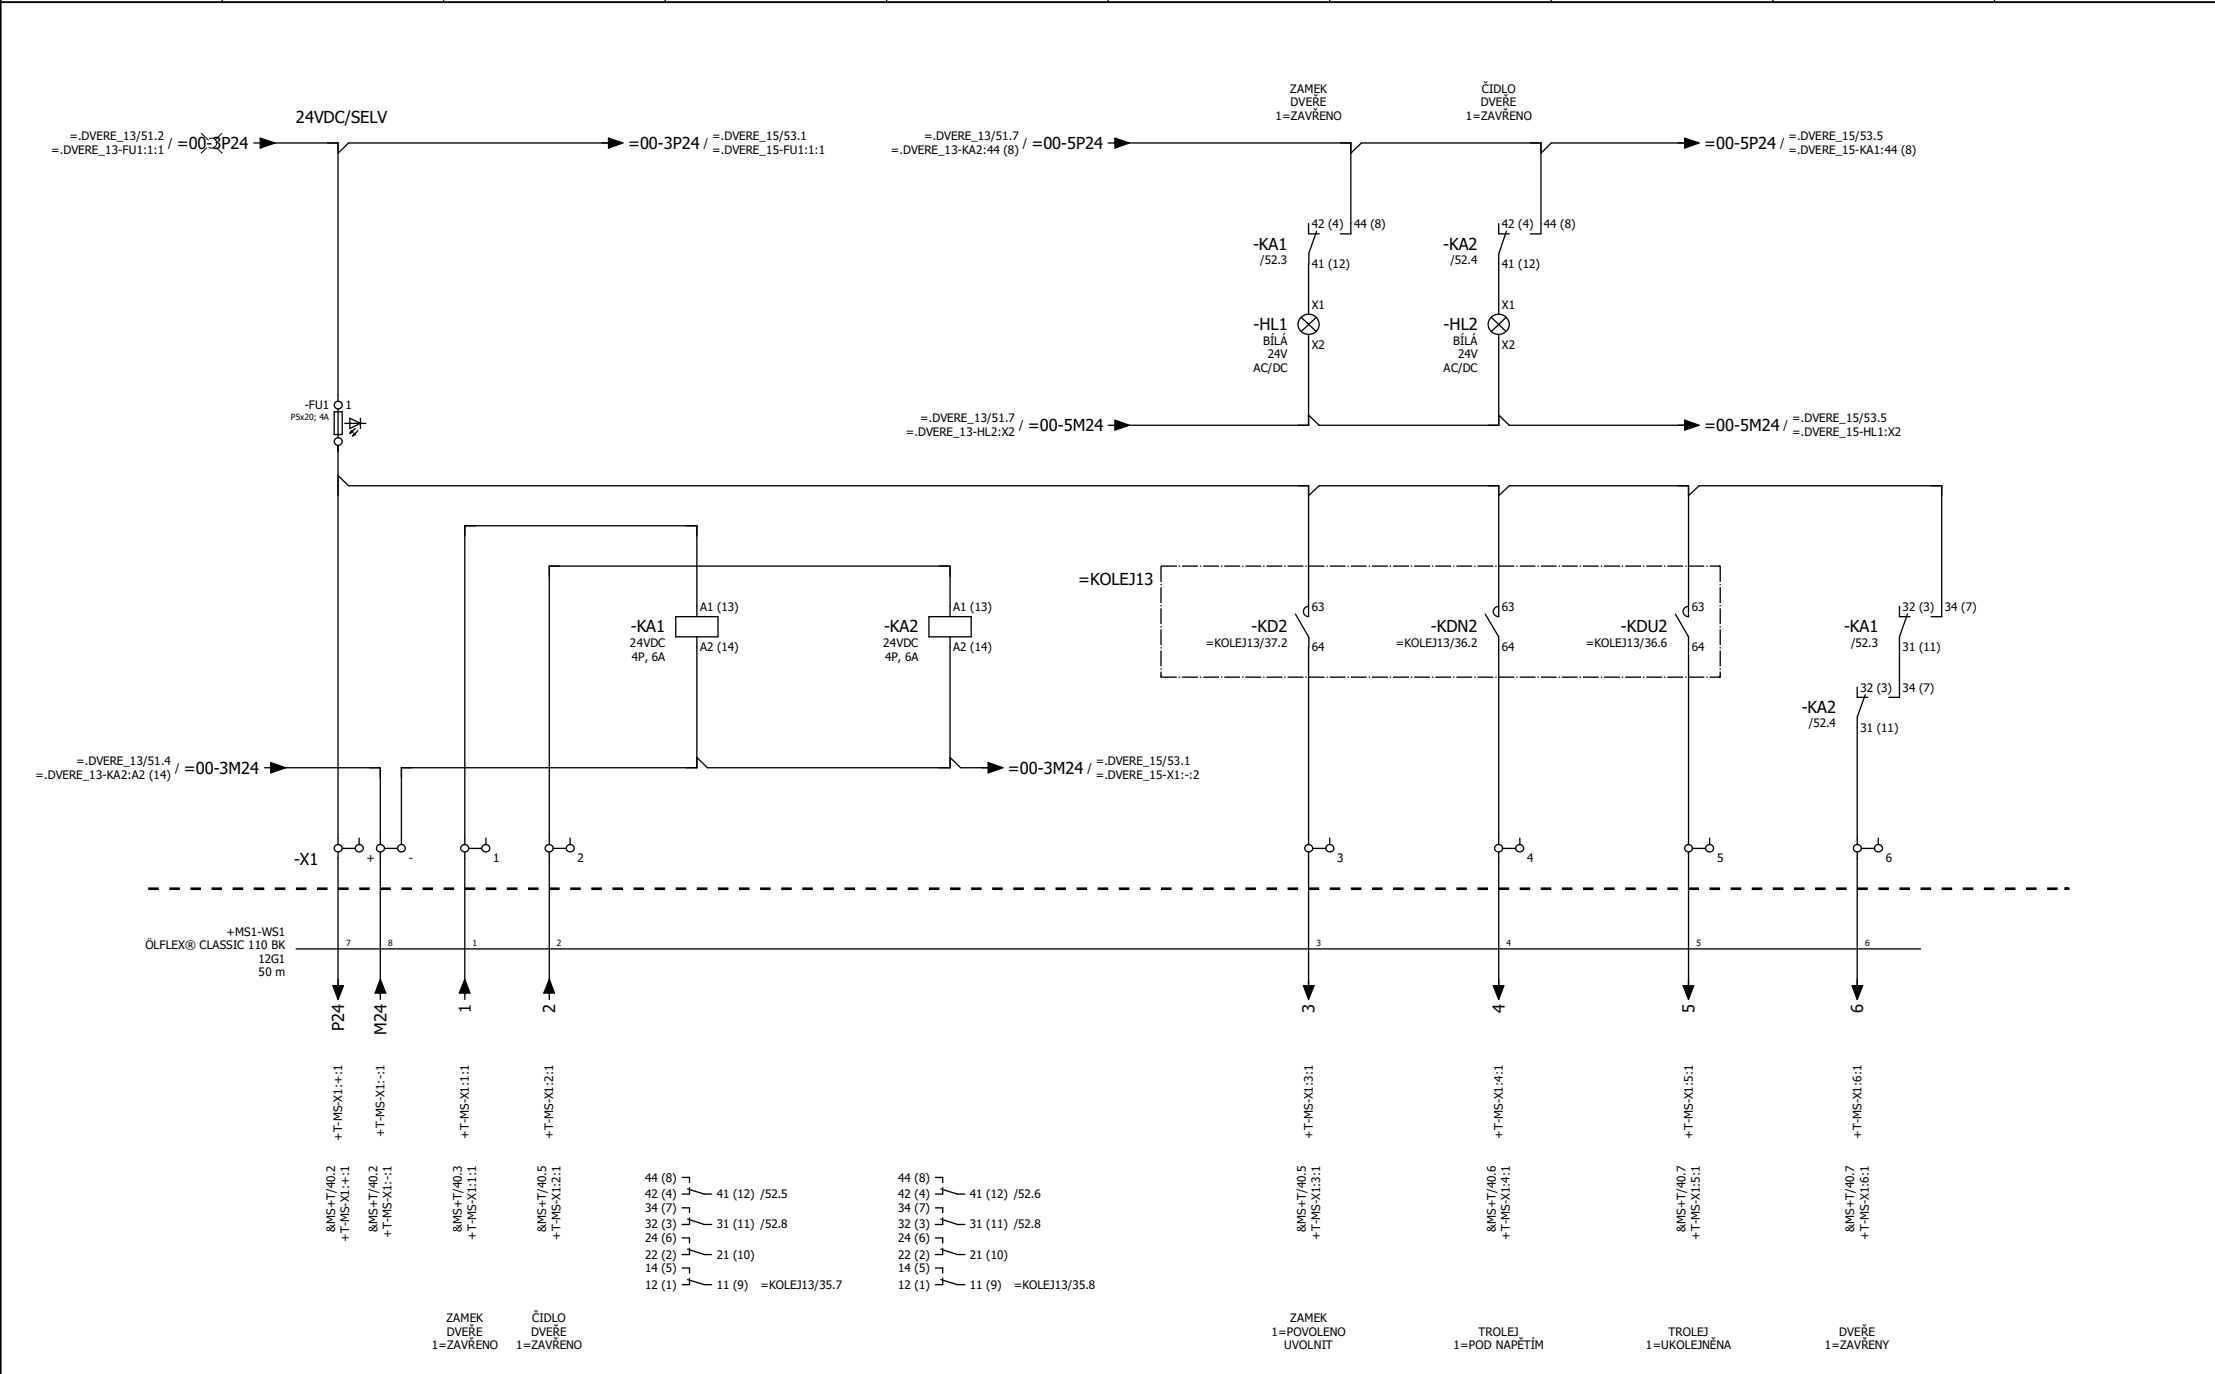 24VDC/SELV
=.DVERE_13/51.2
=.DVERE_13-FU1:1:1 / =00-3P24
=00-3P24 / =.DVERE_15/53.1
=.DVERE_15-FU1:1:1
=.DVERE_13/51.7
=.DVERE_13-KA2:44 (8) / =00-5P24
ZAMEK
DVEŘE
1=ZAVŘENO
ČIDLO
DVEŘE
1=ZAVŘENO
=00-5P24 / =.DVERE_15/53.5
=.DVERE_15-KA1:44 (8)
42 (4) 44 (8)
-KA1
/52.3
41 (12)
42 (4) 44 (8)
-KA2
/52.4
41 (12)
X1
-HL1
BÍLÁ
24V
AC/DC
X2
X1
-HL2
BÍLÁ
24V
AC/DC
X2
-FU1 1
P5x20; 4A
=.DVERE_13/51.7
=.DVERE_13-HL2:X2 / =00-5M24
=00-5M24 / =.DVERE_15/53.5
=.DVERE_15-HL1:X2
A1 (13)
-KA1
24VDC
4P, 6A
A2 (14)
A1 (13)
-KA2
24VDC
4P, 6A
A2 (14)
=KOLEJ13
63
-KD2
=KOLEJ13/37.2
64
63
-KDN2
=KOLEJ13/36.2
64
63
-KDU2
=KOLEJ13/36.6
64
32 (3) 34 (7)
-KA1
/52.3
31 (11)
32 (3) 34 (7)
-KA2
/52.4
31 (11)
=.DVERE_13/51.4
=.DVERE_13-KA2:A2 (14) / =00-3M24
=00-3M24 / =.DVERE_15/53.1
=.DVERE_15-X1:-:2
-X1 + - 1 2 3 4 5 6
+MS1-WS1
ÖLFLEX® CLASSIC 110 BK
12G1
50 m
7 8 1 2 3 4 5 6
P24 M24 1 2 3 4 5 6
+T-MS-X1:+:1
+T-MS-X1:-:1
+T-MS-X1:1:1
+T-MS-X1:2:1
+T-MS-X1:3:1
+T-MS-X1:4:1
+T-MS-X1:5:1
+T-MS-X1:6:1
&MS+T/40.2
+T-MS-X1:+:1
&MS+T/40.2
+T-MS-X1:-:1
&MS+T/40.3
+T-MS-X1:1:1
&MS+T/40.5
+T-MS-X1:2:1
44 (8)
42 (4) 41 (12) /52.5
34 (7)
32 (3) 31 (11) /52.8
24 (6)
22 (2) 21 (10)
14 (5)
12 (1) 11 (9) =KOLEJ13/35.7
44 (8)
42 (4) 41 (12) /52.6
34 (7)
32 (3) 31 (11) /52.8
24 (6)
22 (2) 21 (10)
14 (5)
12 (1) 11 (9) =KOLEJ13/35.8
&MS+T/40.5
+T-MS-X1:3:1
&MS+T/40.6
+T-MS-X1:4:1
&MS+T/40.7
+T-MS-X1:5:1
&MS+T/40.7
+T-MS-X1:6:1
ZAMEK
DVEŘE
1=ZAVŘENO
ČIDLO
DVEŘE
1=ZAVŘENO
ZAMEK
1=POVOLENO
UVOLNIT
TROLEJ
1=POD NAPĚTÍM
TROLEJ
1=UKOLEJNĚNA
DVEŘE
1=ZAVŘENY